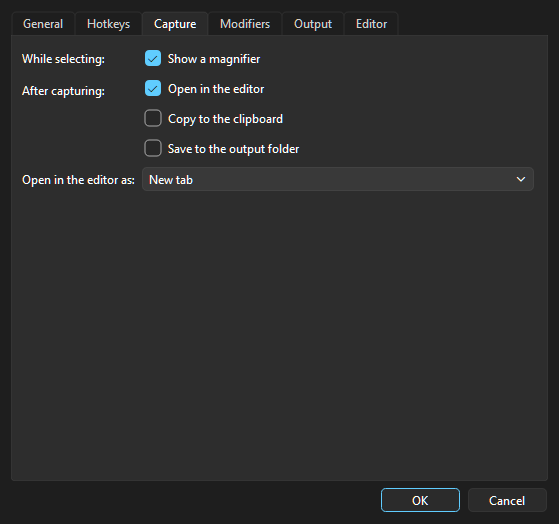 General Hotkeys Capture Modifiers Output Editor
While selecting: Show a magnifier
After capturing: Open in the editor
Copy to the clipboard
Save to the output folder
Open in the editor as: New tab
OK Cancel